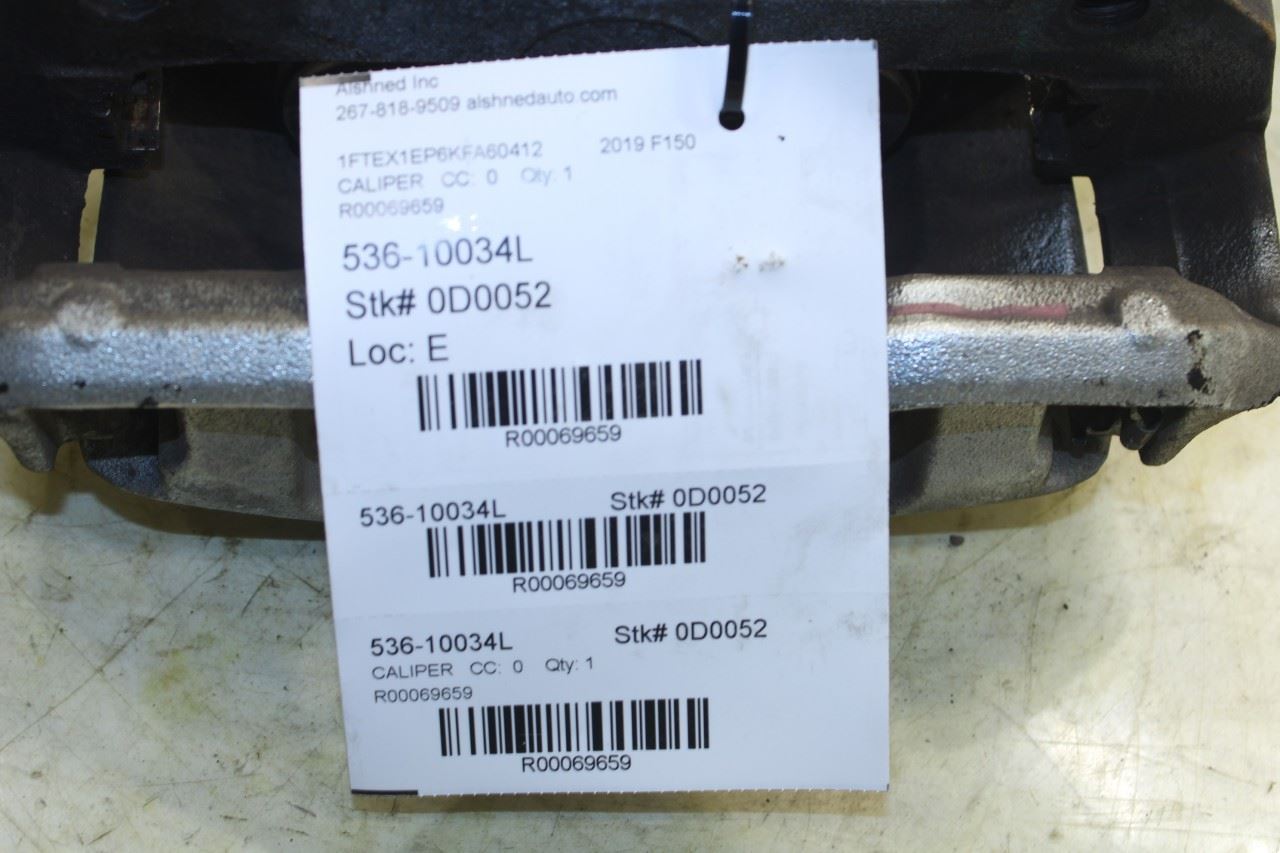 Alshned Inc
267-818-9509 alshnedauto.com
1FTEX1EP6KFA60412 2019 F150
CALIPER CC: 0 Qty: 1
R00069659
536-10034L
Stk# 0D0052
Loc: E
R00069659
536-10034L Stk# 0D0052
R00069659
536-10034L Stk# 0D0052
CALIPER CC: 0 Qty: 1
R00069659
R00069659